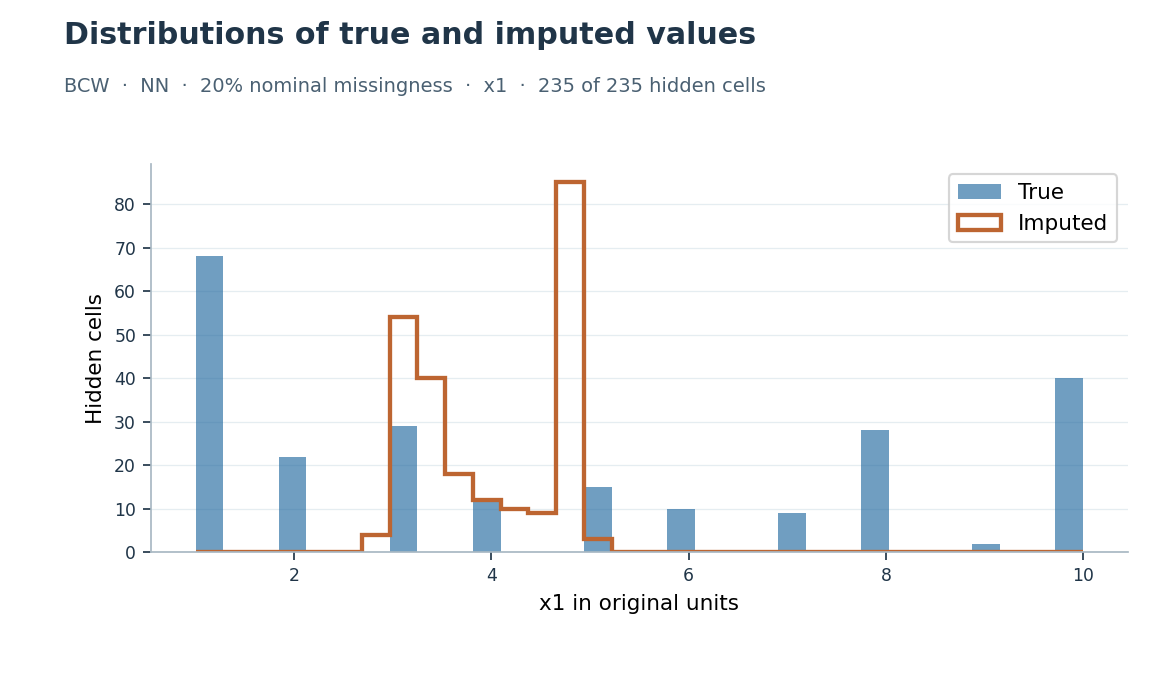 Distributions of true and imputed values
BCW · NN · 20% nominal missingness · x1 · 235 of 235 hidden cells
True
Imputed
Hidden cells
80
70
60
50
40
30
20
10
0
2 4 6 8 10
x1 in original units